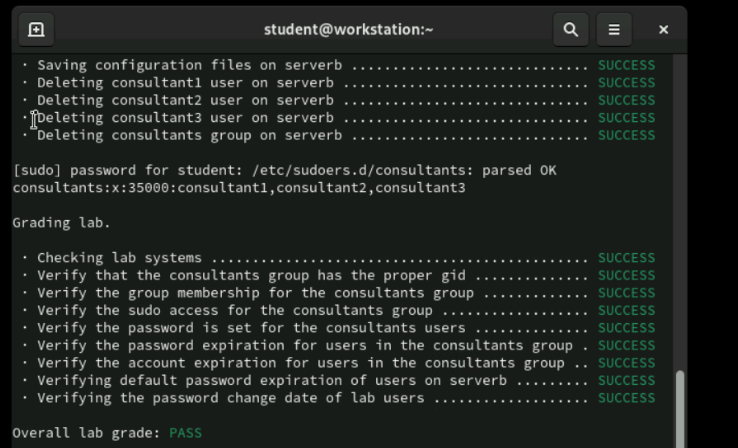 student@workstation:~
· Saving configuration files on serverb ............................. SUCCESS
· Deleting consultant1 user on serverb .............................. SUCCESS
· Deleting consultant2 user on serverb .............................. SUCCESS
· Deleting consultant3 user on serverb .............................. SUCCESS
· Deleting consultants group on serverb ............................. SUCCESS
[sudo] password for student: /etc/sudoers.d/consultants: parsed OK
consultants:x:35000:consultant1,consultant2,consultant3
Grading lab.
· Checking lab systems .............................................. SUCCESS
· Verify that the consultants group has the proper gid .............. SUCCESS
· Verify the group membership for the consultants group ............. SUCCESS
· Verify the sudo access for the consultants group .................. SUCCESS
· Verify the password is set for the consultants users .............. SUCCESS
· Verify the password expiration for users in the consultants group . SUCCESS
· Verify the account expiration for users in the consultants group .. SUCCESS
· Verifying default password expiration of users on serverb ......... SUCCESS
· Verifying the password change date of lab users ................... SUCCESS
Overall lab grade: PASS